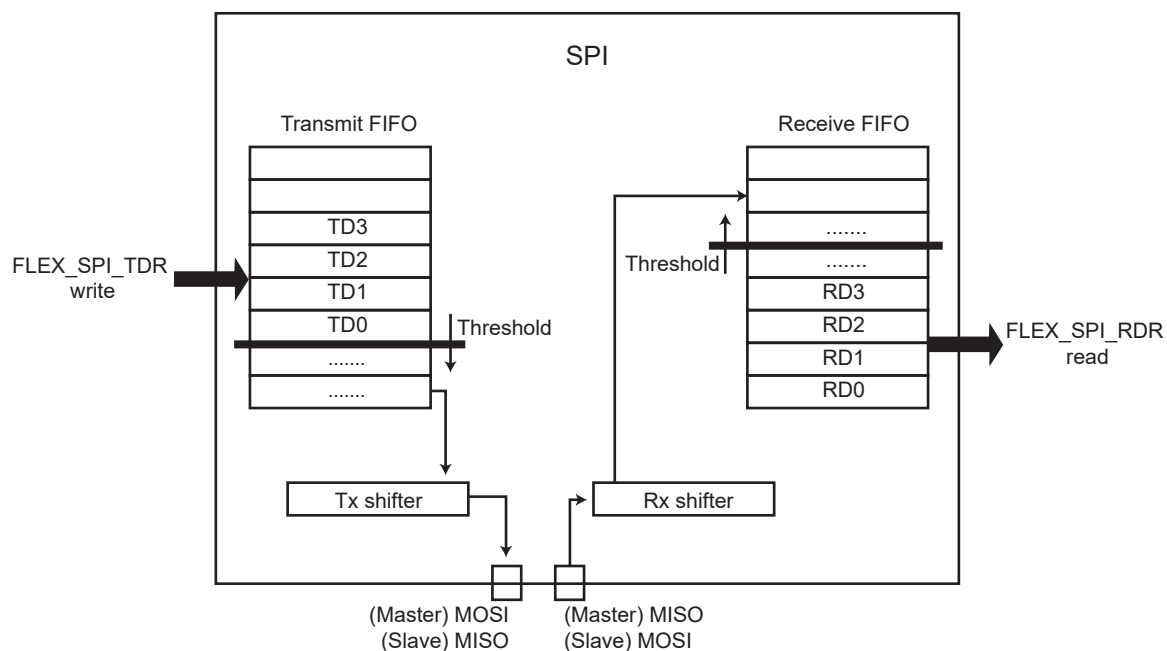 SPI
Transmit FIFO
TD3
TD2
TD1
TD0
.......
.......
FLEX_SPI_TDR
write
Threshold
Receive FIFO
.......
.......
RD3
RD2
RD1
RD0
Threshold
FLEX_SPI_RDR
read
Tx shifter
Rx shifter
(Master) MOSI
(Slave) MISO
(Master) MISO
(Slave) MOSI